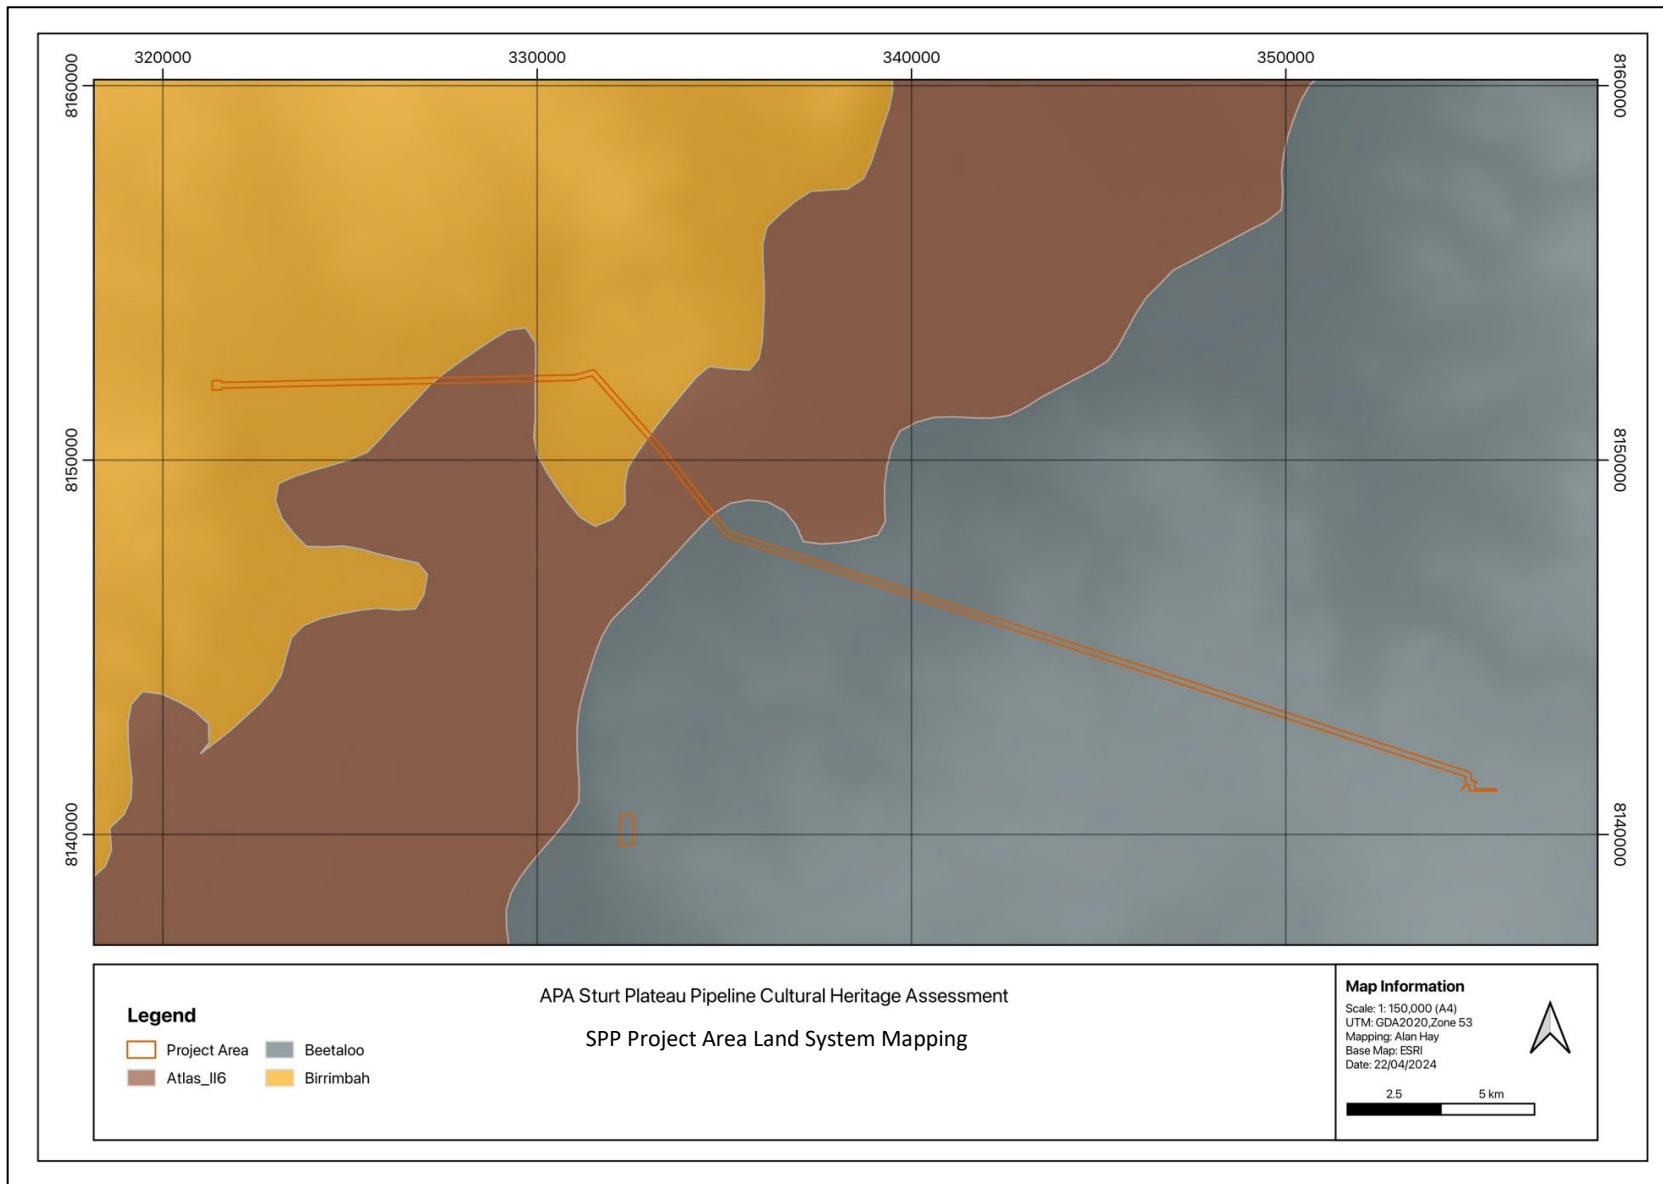 320000
330000
340000
350000
8160000
8160000
8150000
8150000
8140000
8140000
APA Sturt Plateau Pipeline Cultural Heritage Assessment
SPP Project Area Land System Mapping
Legend
Project Area
Beetaloo
Atlas_II6
Birrimbah
Map Information
Scale: 1: 150,000 (A4)
UTM: GDA2020,Zone 53
Mapping: Alan Hay
Base Map: ESRI
Date: 22/04/2024
2.5 5 km